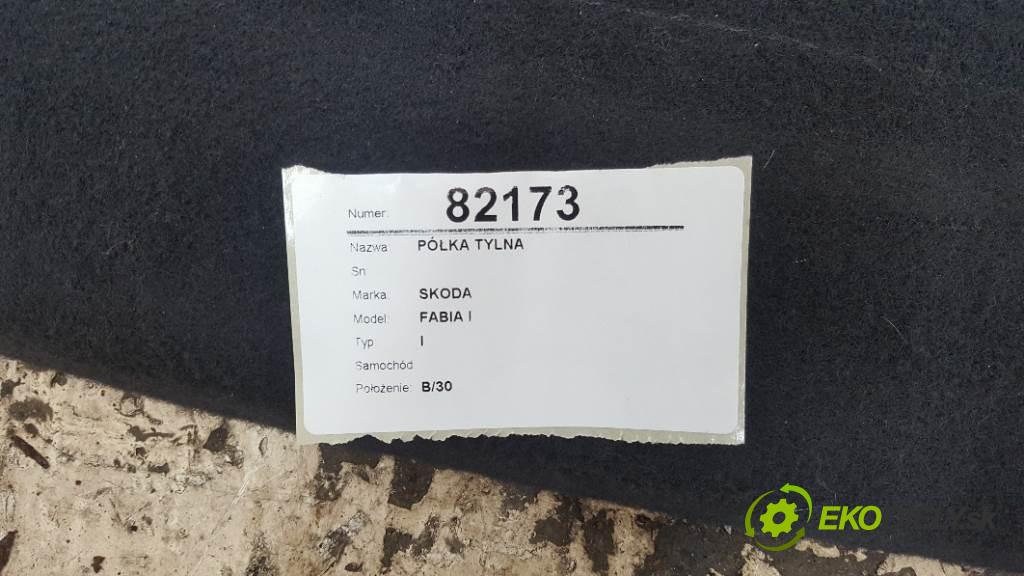 Numer: 82173
Nazwa: PÓŁKA TYLNA
Sn
Marka: SKODA
Model: FABIA I
Typ: I
Samochód
Położenie: B/30
EKO